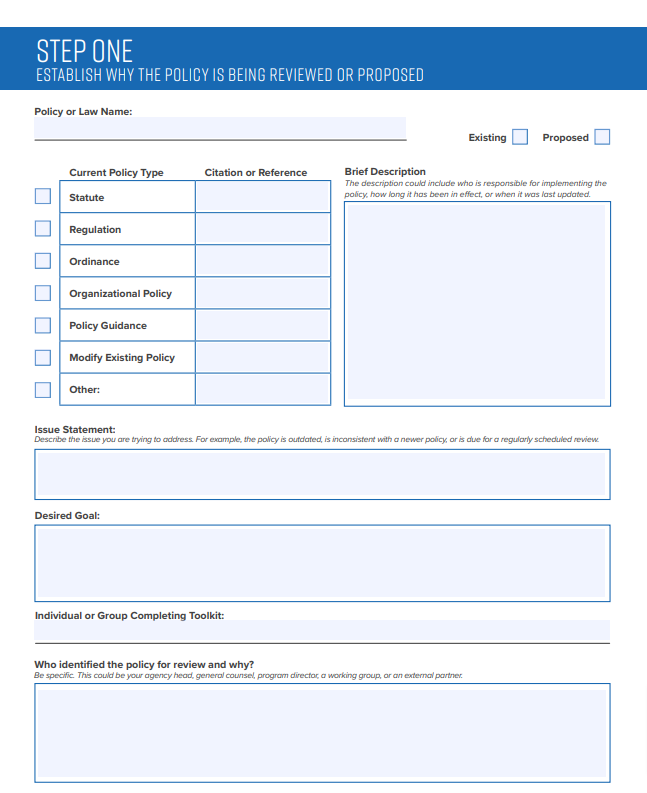 STEP ONE
ESTABLISH WHY THE POLICY IS BEING REVIEWED OR PROPOSED
Policy or Law Name:
Existing
Proposed
Current Policy Type
Citation or Reference
Statute
Regulation
Ordinance
Organizational Policy
Policy Guidance
Modify Existing Policy
Other:
Brief Description
The description could include who is responsible for implementing the
policy, how long it has been in effect, or when it was last updated.
Issue Statement:
Describe the issue you are trying to address. For example, the policy is outdated, is inconsistent with a newer policy, or is due for a regularly scheduled review.
Desired Goal:
Individual or Group Completing Toolkit:
Who identified the policy for review and why?
Be specific. This could be your agency head, general counsel, program director, a working group, or an external partner.